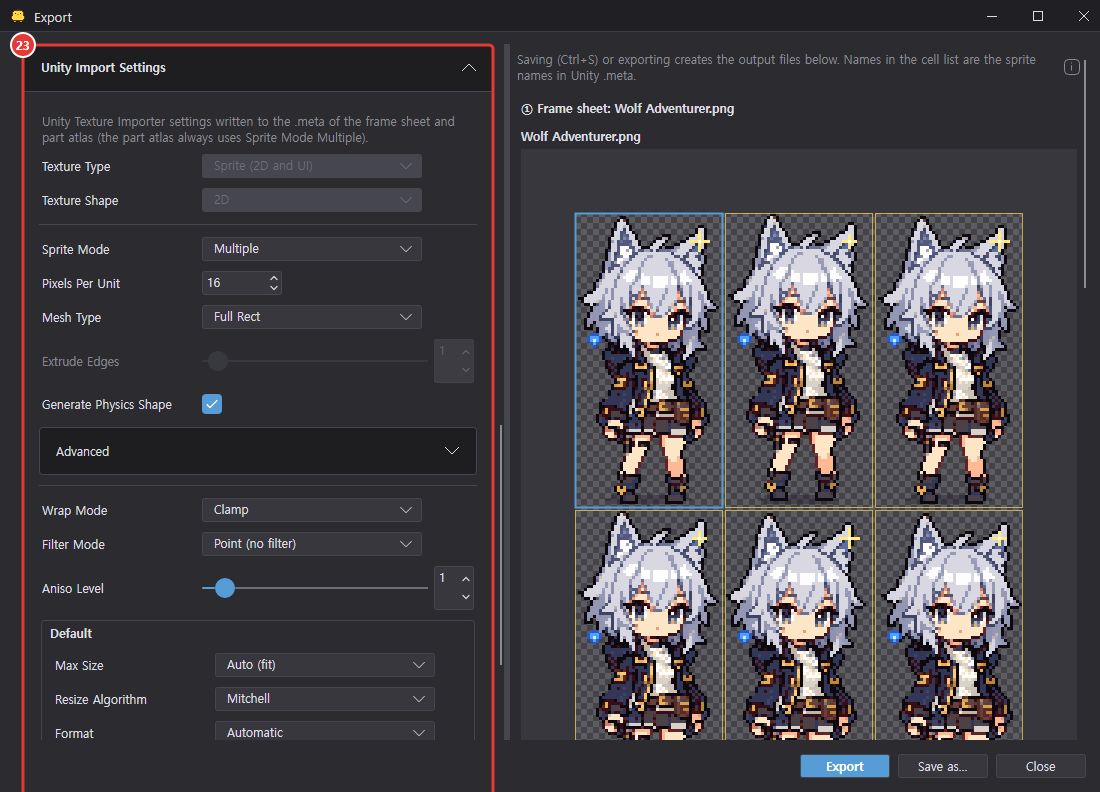 Export
23
Unity Import Settings
Unity Texture Importer settings written to the .meta of the frame sheet and
part atlas (the part atlas always uses Sprite Mode Multiple).
Texture Type
Sprite (2D and UI)
Texture Shape
2D
Sprite Mode
Multiple
Pixels Per Unit
16
Mesh Type
Full Rect
Extrude Edges
1
Generate Physics Shape
Advanced
Wrap Mode
Clamp
Filter Mode
Point (no filter)
Aniso Level
1
Default
Max Size
Auto (fit)
Resize Algorithm
Mitchell
Format
Automatic
Saving (Ctrl+S) or exporting creates the output files below. Names in the cell list are the sprite
names in Unity .meta.
① Frame sheet: Wolf Adventurer.png
Wolf Adventurer.png
Export
Save as...
Close